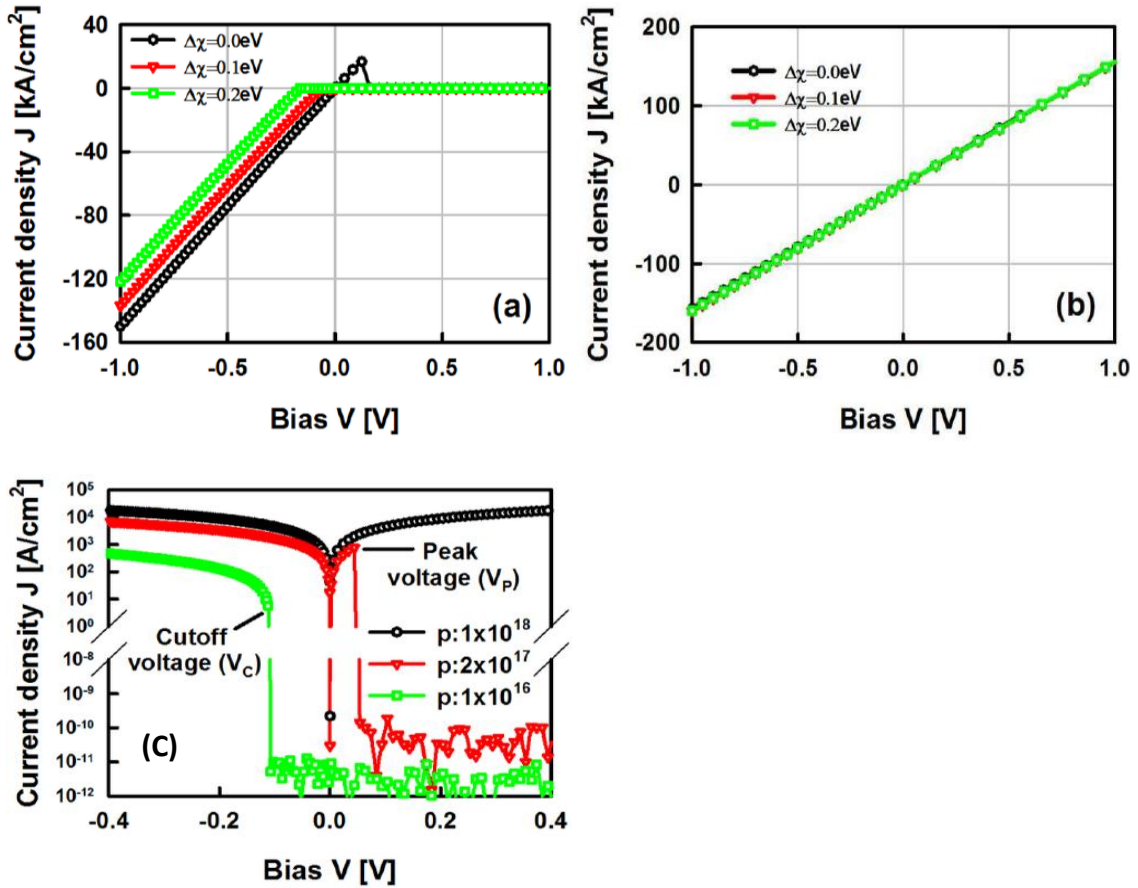 Current density J [kA/cm²]
40
0
-40
-80
-120
-160
Δχ=0.0eV
Δχ=0.1eV
Δχ=0.2eV
(a)
-1.0 -0.5 0.0 0.5 1.0
Bias V [V]
Current density J [kA/cm²]
200
100
0
-100
-200
Δχ=0.0eV
Δχ=0.1eV
Δχ=0.2eV
(b)
-1.0 -0.5 0.0 0.5 1.0
Bias V [V]
Current density J [A/cm²]
10⁵
10⁴
10³
10²
10¹
10⁰
10⁻⁸
10⁻⁹
10⁻¹⁰
10⁻¹¹
10⁻¹²
Peak
voltage (V_P)
Cutoff
voltage (V_C)
p:1x10¹⁸
p:2x10¹⁷
p:1x10¹⁶
(C)
-0.4 -0.2 0.0 0.2 0.4
Bias V [V]